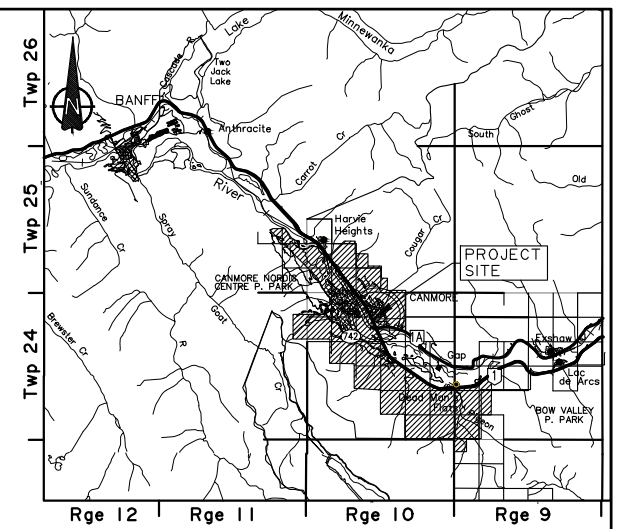 Twp 26
Twp 25
Twp 24
N
Lake
Minnewanka
Cascade R
Two
Jack
Lake
BANFF
Anthracite
River
Carrot Cr
South Ghost
Old
Sundance
Cr
Spray
Harvie
Heights
Cougar Cr
PROJECT
SITE
CANMORE NORDIC
CENTRE P. PARK
Goat
Cr
CANMORE
742
1A
Gap
Exshaw
Brewster Cr
R
1
Lac
de Arcs
Dead Man's
Flats
Pigeon
BOW VALLEY
P. PARK
Rge 12
Rge 11
Rge 10
Rge 9